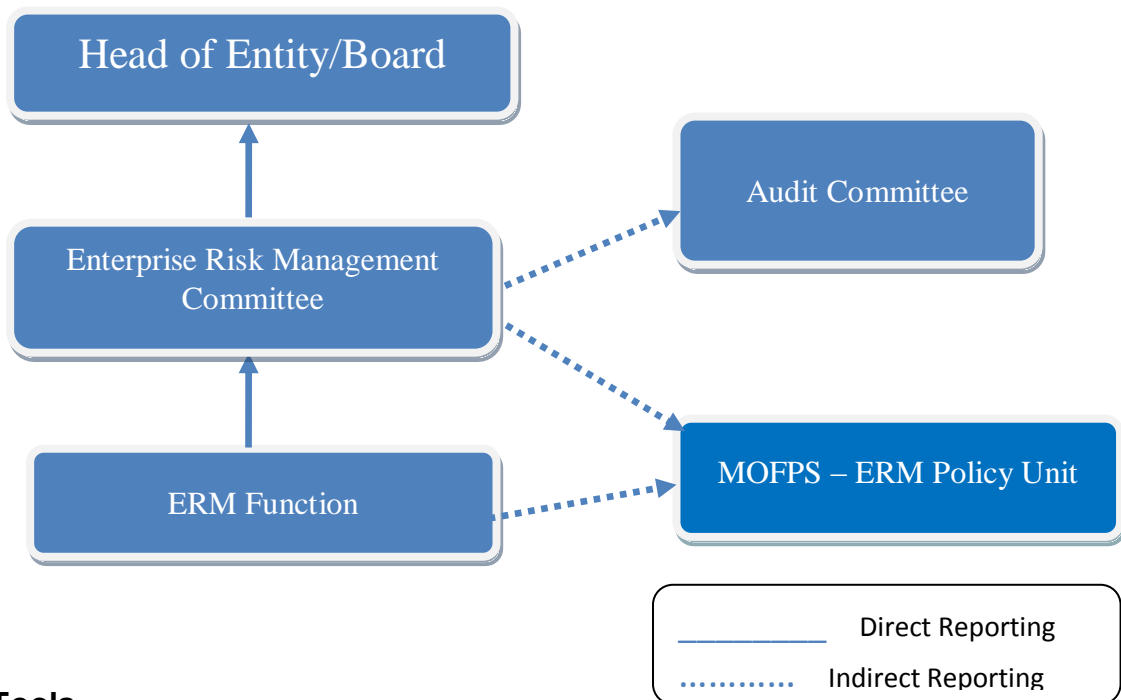 Head of Entity/Board
Audit Committee
Enterprise Risk Management
Committee
MOFPS – ERM Policy Unit
ERM Function
Direct Reporting
Indirect Reporting